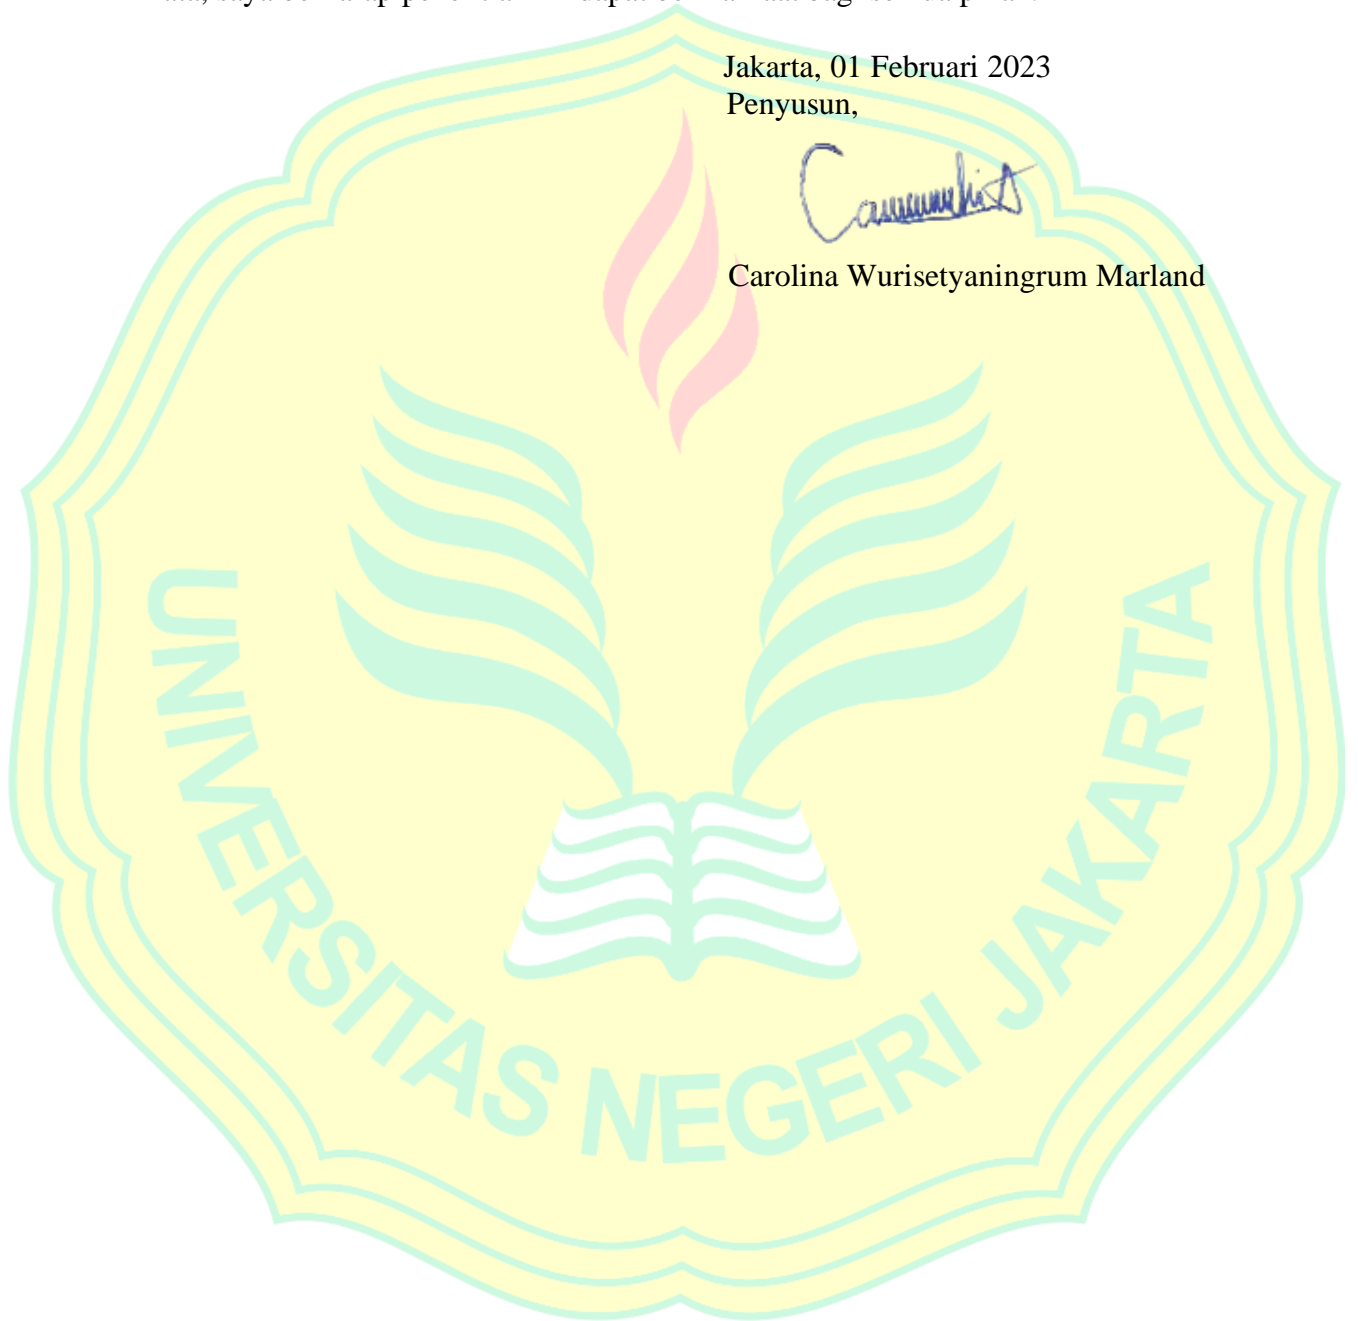 Jakarta, 01 Februari 2023
Penyusun,
Carolina Wurisetyaningrum Marland
UNIVERSITAS NEGERI JAKARTA